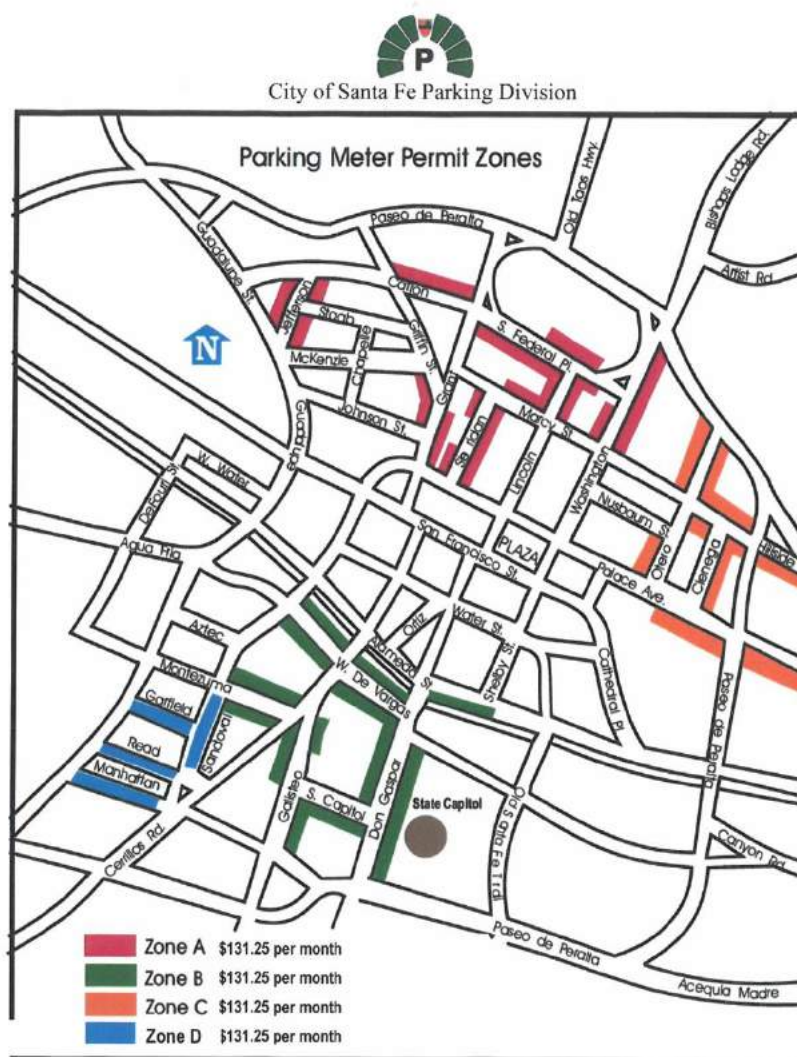 P
City of Santa Fe Parking Division
Parking Meter Permit Zones
Old Taos Hwy.
Bishops Lodge Rd.
Paseo de Peralta
Artist Rd.
Guadalupe St.
Catron
Jefferson
Staab
Griffin St.
S. Federal Pl.
N
McKenzie
Chapelle
Grant
Marcy St.
Johnson St.
Guadalupe
Sheridan
Lincoln
Washington
W. Water
DeFouri St.
Nusbaum St.
Otero
Cienega
San Francisco St.
PLAZA
Agua Fria
Palace Ave.
Ortiz
Water St.
Aztec
Alameda St.
Shelby St.
Cathedral Pl.
Montezuma
W. De Vargas
Paseo de Peralta
Garfield
Sandoval
Read
Manhattan
Galisteo
S. Capitol
Don Gaspar
State Capitol
Old Santa Fe Trail
Canyon Rd.
Cerrillos Rd.
Paseo de Peralta
Acequia Madre
Zone A $131.25 per month
Zone B $131.25 per month
Zone C $131.25 per month
Zone D $131.25 per month